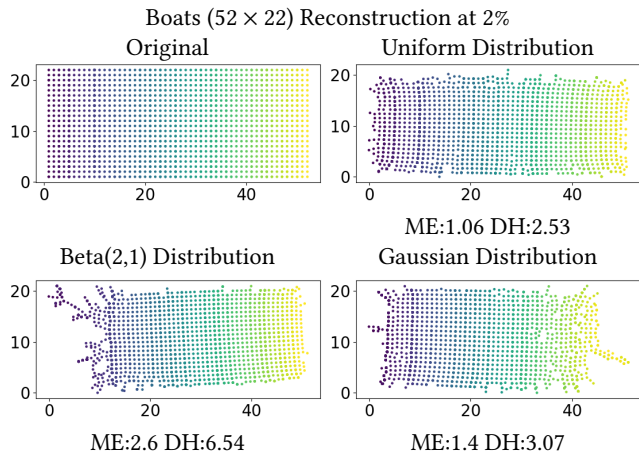 Boats (52 × 22) Reconstruction at 2%
Original
Uniform Distribution
20
10
0
0
20
40
20
10
0
0
20
40
ME:1.06 DH:2.53
Beta(2,1) Distribution
Gaussian Distribution
20
10
0
20
40
20
10
0
0
20
40
ME:2.6 DH:6.54
ME:1.4 DH:3.07